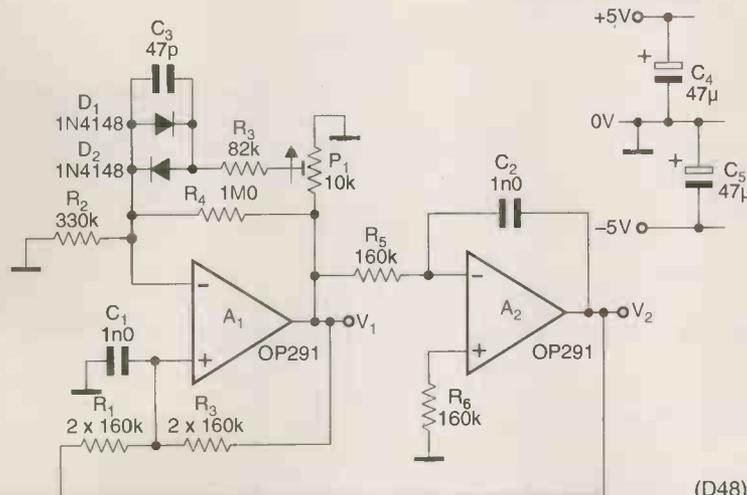 C3
47p
D1
1N4148
D2
1N4148
R3
82k
P1
10k
R4 1M0
R2
330k
C1
1n0
−
A1
+
OP291
V1
R1
2 x 160k
R3
2 x 160k
R5
160k
C2
1n0
−
A2
+
OP291
V2
R6
160k
+5V
+
C4
47µ
0V
+
C5
47µ
−5V
(D48)